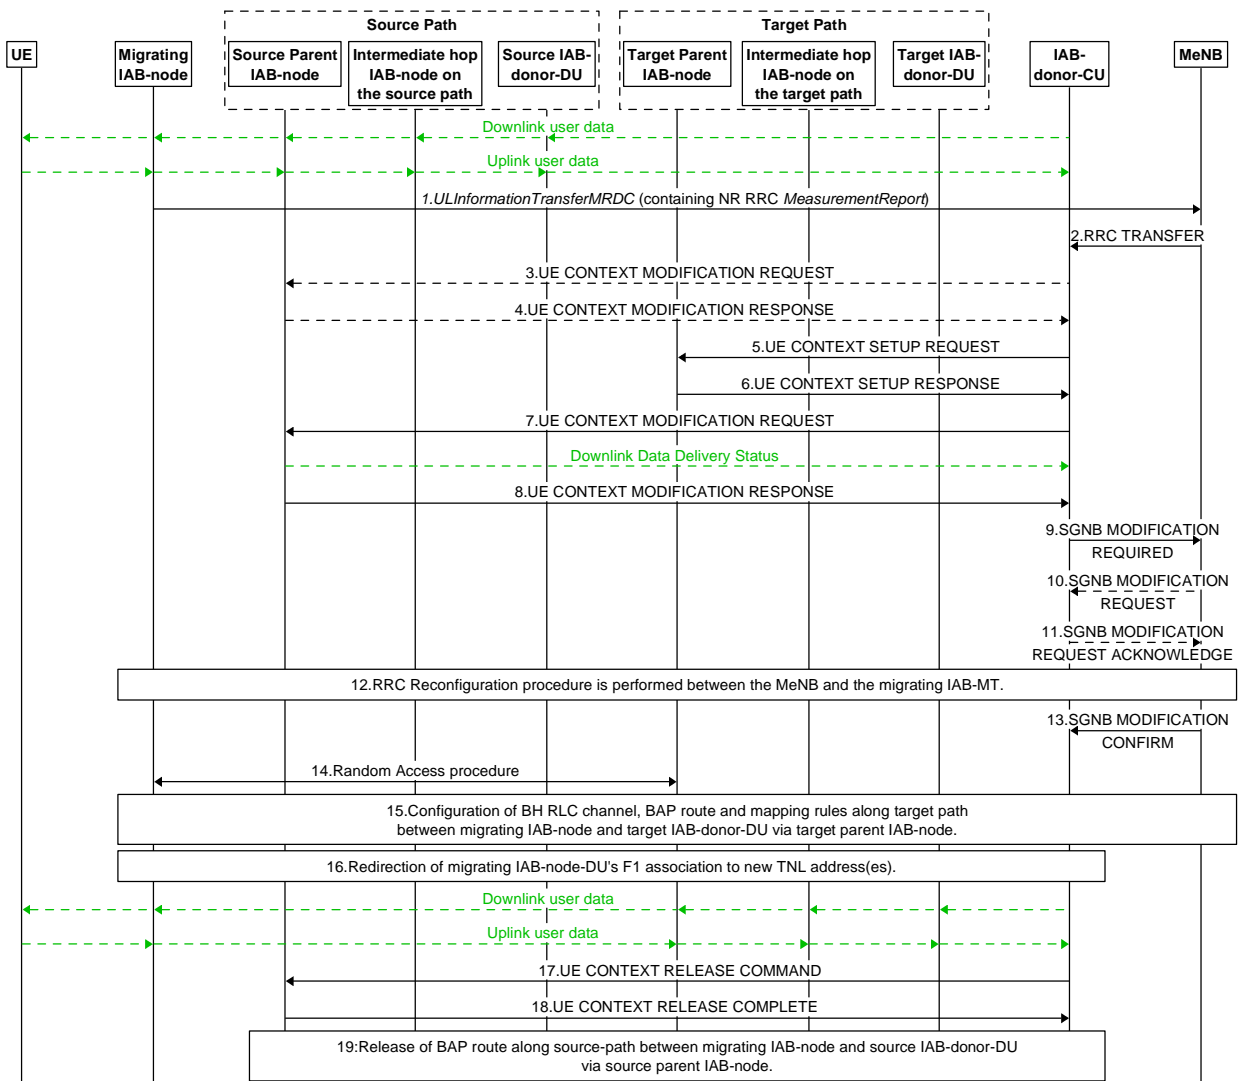 Source Path
Target Path
UE
Migrating
IAB-node
Source Parent
IAB-node
Intermediate hop
IAB-node on
the source path
Source IAB-
donor-DU
Target Parent
IAB-node
Intermediate hop
IAB-node on
the target path
Target IAB-
donor-DU
IAB-
donor-CU
MeNB
Downlink user data
Uplink user data
1.ULInformationTransferMRDC (containing NR RRC MeasurementReport)
2.RRC TRANSFER
3.UE CONTEXT MODIFICATION REQUEST
4.UE CONTEXT MODIFICATION RESPONSE
5.UE CONTEXT SETUP REQUEST
6.UE CONTEXT SETUP RESPONSE
7.UE CONTEXT MODIFICATION REQUEST
Downlink Data Delivery Status
8.UE CONTEXT MODIFICATION RESPONSE
9.SGNB MODIFICATION
REQUIRED
10.SGNB MODIFICATION
REQUEST
11.SGNB MODIFICATION
REQUEST ACKNOWLEDGE
12.RRC Reconfiguration procedure is performed between the MeNB and the migrating IAB-MT.
13.SGNB MODIFICATION
CONFIRM
14.Random Access procedure
15.Configuration of BH RLC channel, BAP route and mapping rules along target path
between migrating IAB-node and target IAB-donor-DU via target parent IAB-node.
16.Redirection of migrating IAB-node-DU's F1 association to new TNL address(es).
Downlink user data
Uplink user data
17.UE CONTEXT RELEASE COMMAND
18.UE CONTEXT RELEASE COMPLETE
19:Release of BAP route along source-path between migrating IAB-node and source IAB-donor-DU
via source parent IAB-node.